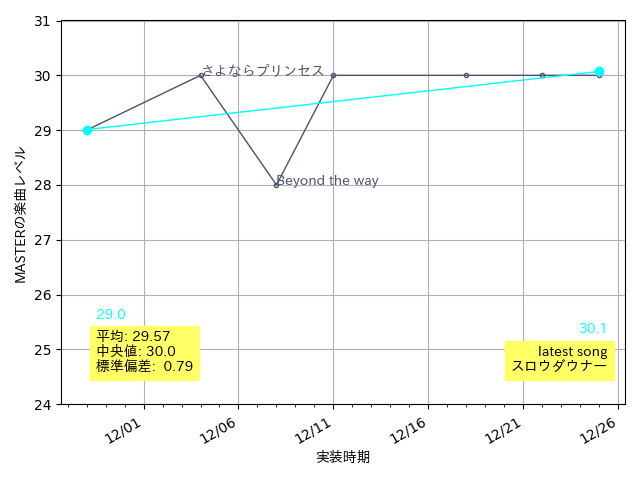 31
30
29
28
27
26
25
24
MASTERの楽曲レベル
さよならプリンセス
Beyond the way
29.0
平均: 29.57
中央値: 30.0
標準偏差: 0.79
30.1
latest song
スロウダウナー
12/01
12/06
12/11
12/16
12/21
12/26
実装時期